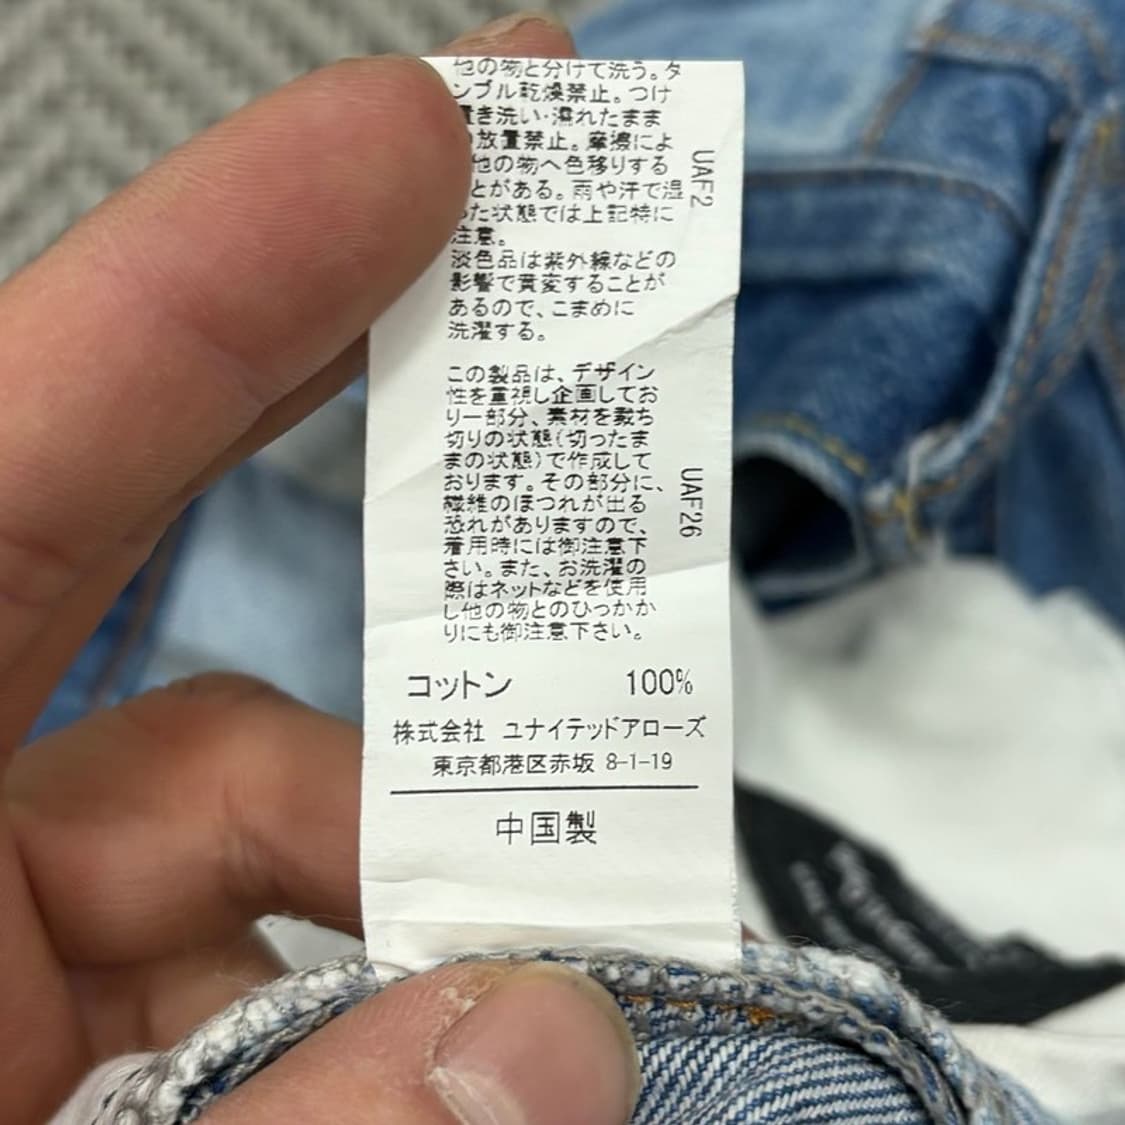 他の物と分けて洗う。タ
ンブル乾燥禁止。つけ
置き洗い・濡れたまま
の放置禁止。摩擦によ
他の物へ色移りする
とがある。雨や汗で湿
った状態では上記特に
注意。
淡色品は紫外線などの
影響で黄変することが
あるので、こまめに
洗濯する。
この製品は、デザイン
性を重視し企画してお
り一部分、素材を裁ち
切りの状態(切ったま
まの状態)で作成して
おります。その部分に、
繊維のほつれが出る
恐れがありますので、
着用時には御注意下
さい。また、お洗濯の
際はネットなどを使用
し他の物とのひっかか
りにも御注意下さい。
UAF2
UAF26
コットン 100%
株式会社 ユナイテッドアローズ
東京都港区赤坂 8-1-19
中国製